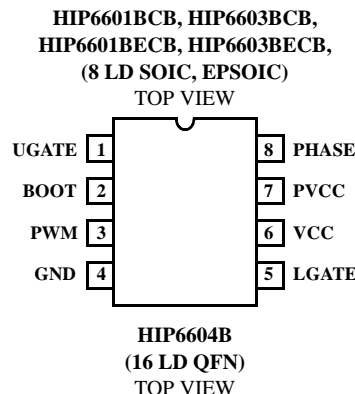 HIP6601BCB, HIP6603BCB,
HIP6601BECB, HIP6603BECB,
(8 LD SOIC, EPSOIC)
TOP VIEW
UGATE 1 8 PHASE
BOOT 2 7 PVCC
PWM 3 6 VCC
GND 4 5 LGATE
HIP6604B
(16 LD QFN)
TOP VIEW